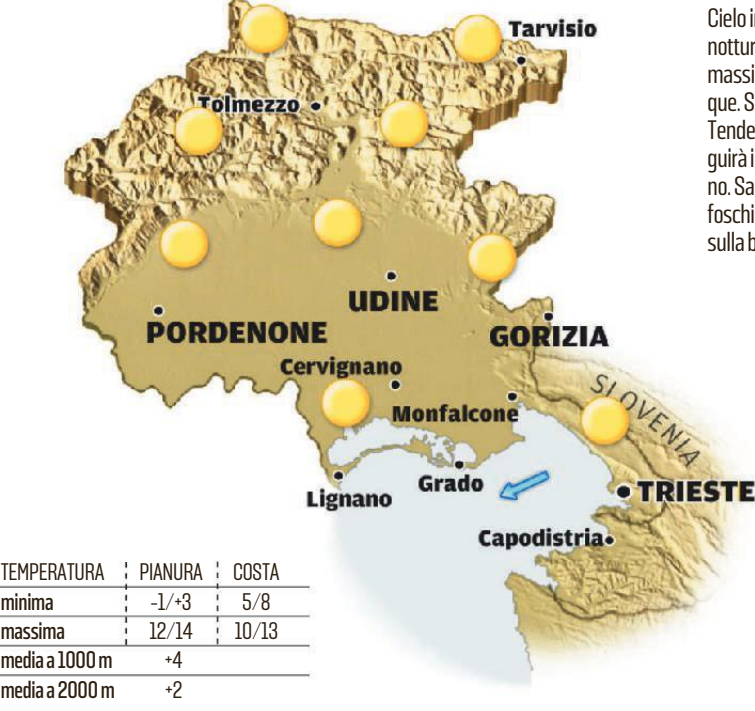 Tarvisio
Tolmezzo
UDINE
PORDENONE
GORIZIA
Cervignano
SLOVENIA
Monfalcone
Grado
Lignano
TRIESTE
Capodistria
TEMPERATURA PIANURA COSTA
minima -1/+3 5/8
massima 12/14 10/13
media a 1000 m +4
media a 2000 m +2
Cielo
massi
que. S
Tende
guirà i
no. Sa
foschi
sulla b